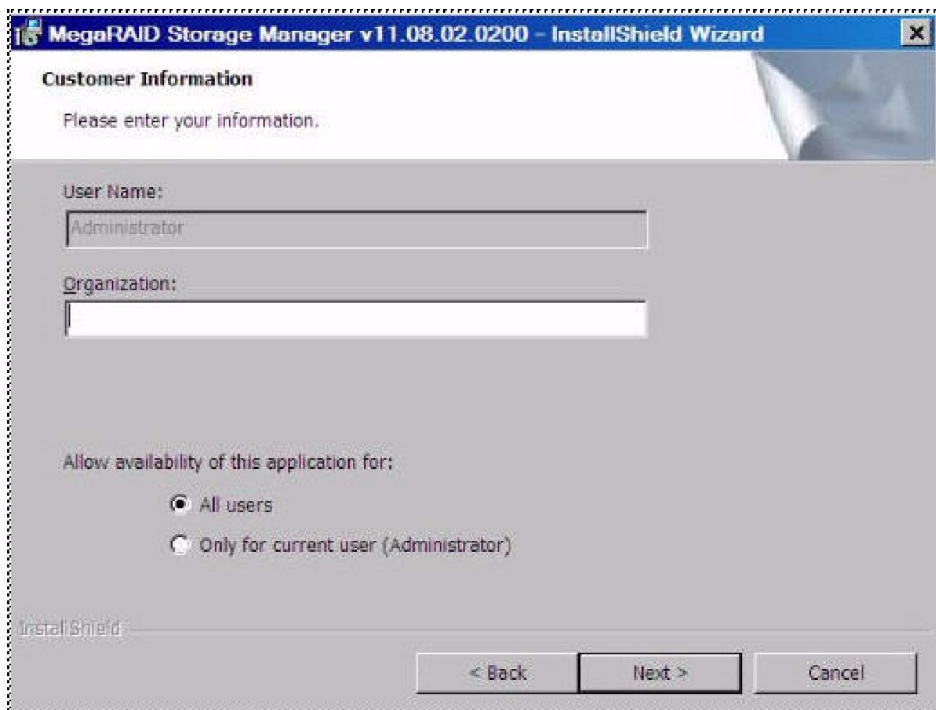 MegaRAID Storage Manager v11.08.02.0200 - InstallShield Wizard
Customer Information
Please enter your information.
User Name:
Administrator
Organization:
Allow availability of this application for:
All users
Only for current user (Administrator)
InstallShield
< Back Next > Cancel